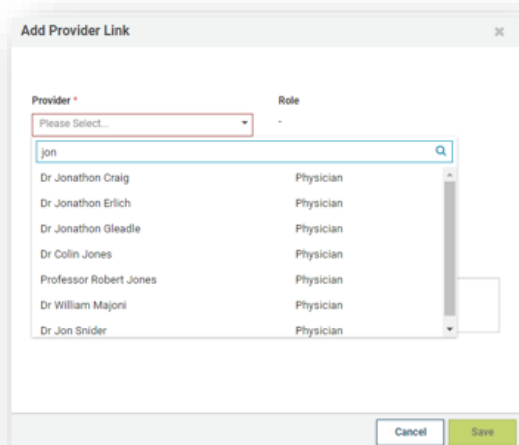 Add Provider Link
Provider *
Role
Please Select...
-
jon
Dr Jonathon Craig Physician
Dr Jonathon Erlich Physician
Dr Jonathon Gleadle Physician
Dr Colin Jones Physician
Professor Robert Jones Physician
Dr William Majoni Physician
Dr Jon Snider Physician
Cancel
Save